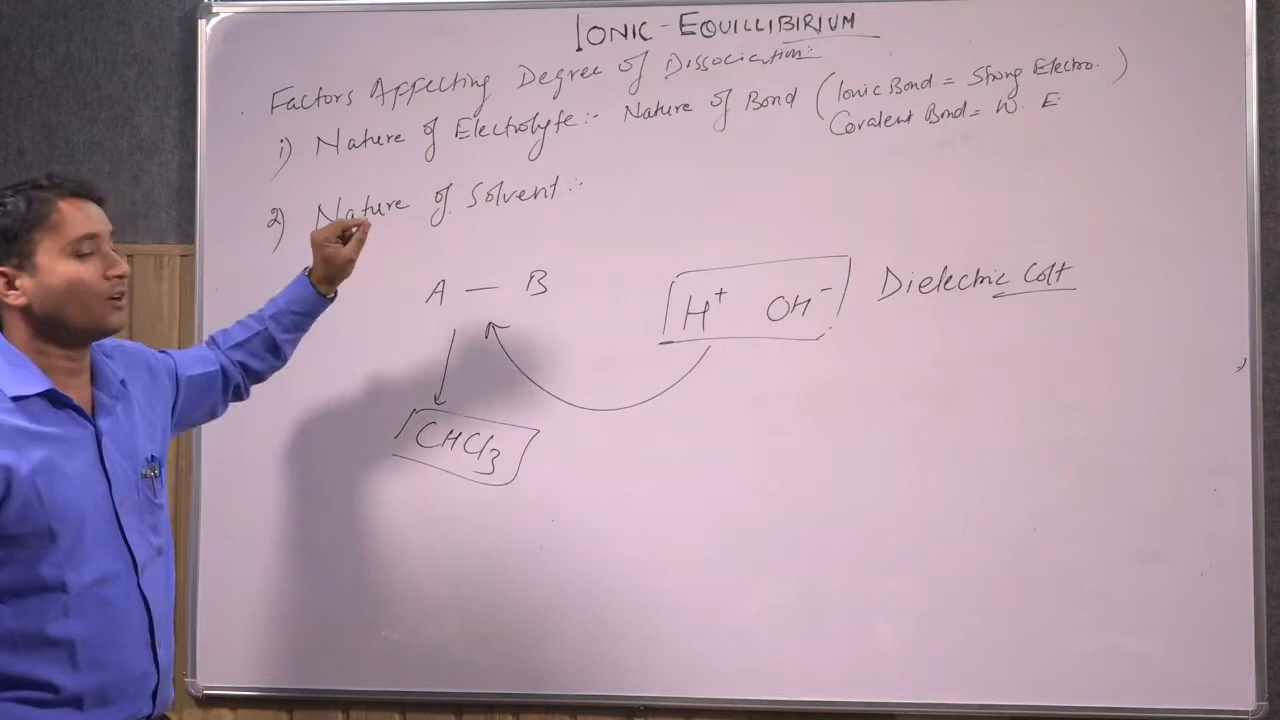 IONIC - EQUILLIBIRIUM
Factors Affecting Degree of Dissociation:-
1) Nature of Electrolyte:- Nature of Bond (Ionic Bond = Strong Electro.)
Covalent Bond = W. E
2) Nature of Solvent:-
A — B
H⁺ OH⁻ Dielectric
CHCl₃